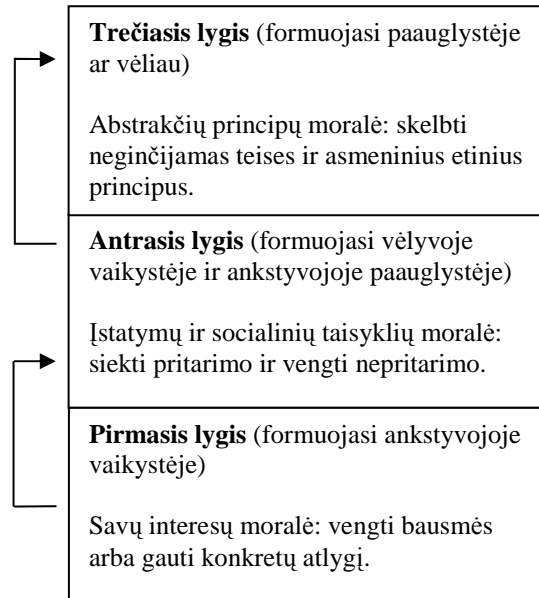 Trečiasis lygis (formuojasi paauglystėje
ar vėliau)
Abstrakčių principų moralė: skelbti
neginčijamas teises ir asmeninius etinius
principus.
Antrasis lygis (formuojasi vėlyvoje
vaikystėje ir ankstyvojoje paauglystėje)
Įstatymų ir socialinių taisyklių moralė:
siekti pritarimo ir vengti nepritarimo.
Pirmasis lygis (formuojasi ankstyvojoje
vaikystėje)
Savų interesų moralė: vengti bausmės
arba gauti konkretų atlygį.